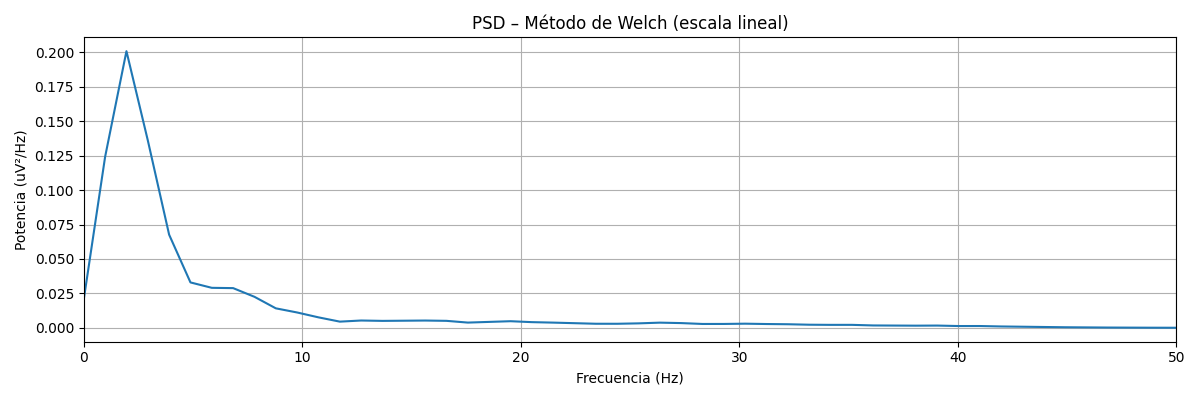 PSD – Método de Welch (escala lineal)
0.200
0.175
0.150
0.125
0.100
0.075
0.050
0.025
0.000
Potencia (uV²/Hz)
0 10 20 30 40 50
Frecuencia (Hz)